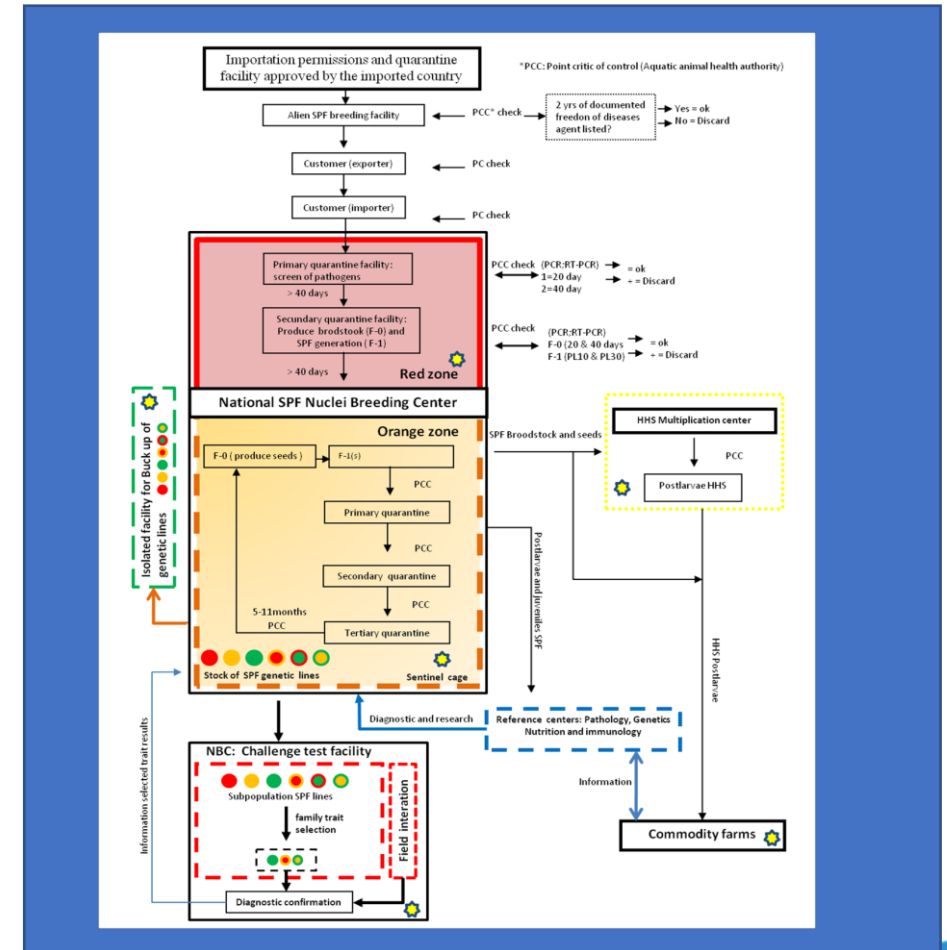 Importation permissions and quarantine
facility approved by the imported country
*PCC: Point critic of control (Aquatic animal health authority)
Alien SPF breeding facility
PCC* check
2 yrs of documented
freedon of diseases
agent listed?
Yes = ok
No = Discard
Customer (exporter)
PC check
Customer (importer)
PC check
Primary quarantine facility:
screen of pathogens
PCC check
(PCR:RT-PCR)
1=20 day
2=40 day
= ok
+ = Discard
> 40 days
Secondary quarantine facility:
Produce brodstook (F-0) and
SPF generation (F-1)
PCC check
(PCR:RT-PCR)
F-0 (20 & 40 days
F-1 (PL10 & PL30)
= ok
+ = Discard
> 40 days
Red zone
National SPF Nuclei Breeding Center
Orange zone
F-0 ( produce seeds )
F-1(s)
PCC
Primary quarantine
PCC
Secondary quarantine
PCC
5-11months
PCC
Tertiary quarantine
Stock of SPF genetic lines
Sentinel cage
Isolated facility for Buck up of
genetic lines
SPF Broodstock and seeds
HHS Multiplication center
PCC
Postlarvae HHS
Postlarvae and juveniles SPF
HHS Postlarvae
Diagnostic and research
Reference centers: Pathology, Genetics
Nutrition and immunology
Information
Commodity farms
Information selected trait results
NBC: Challenge test facility
Subpopulation SPF lines
family trait
selection
Field interation
Diagnostic confirmation